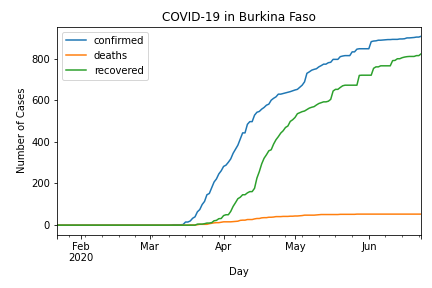 COVID-19 in Burkina Faso
confirmed
deaths
recovered
Number of Cases
800
600
400
200
0
Feb Mar Apr May Jun
2020
Day